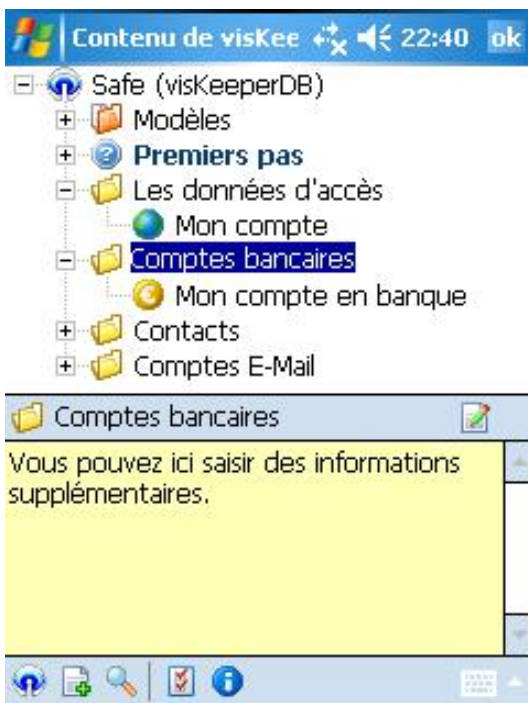 Contenu de visKee 22:40 ok
Safe (visKeeperDB)
Modèles
Premiers pas
Les données d'accès
Mon compte
Comptes bancaires
Mon compte en banque
Contacts
Comptes E-Mail
Comptes bancaires
Vous pouvez ici saisir des informations
supplémentaires.